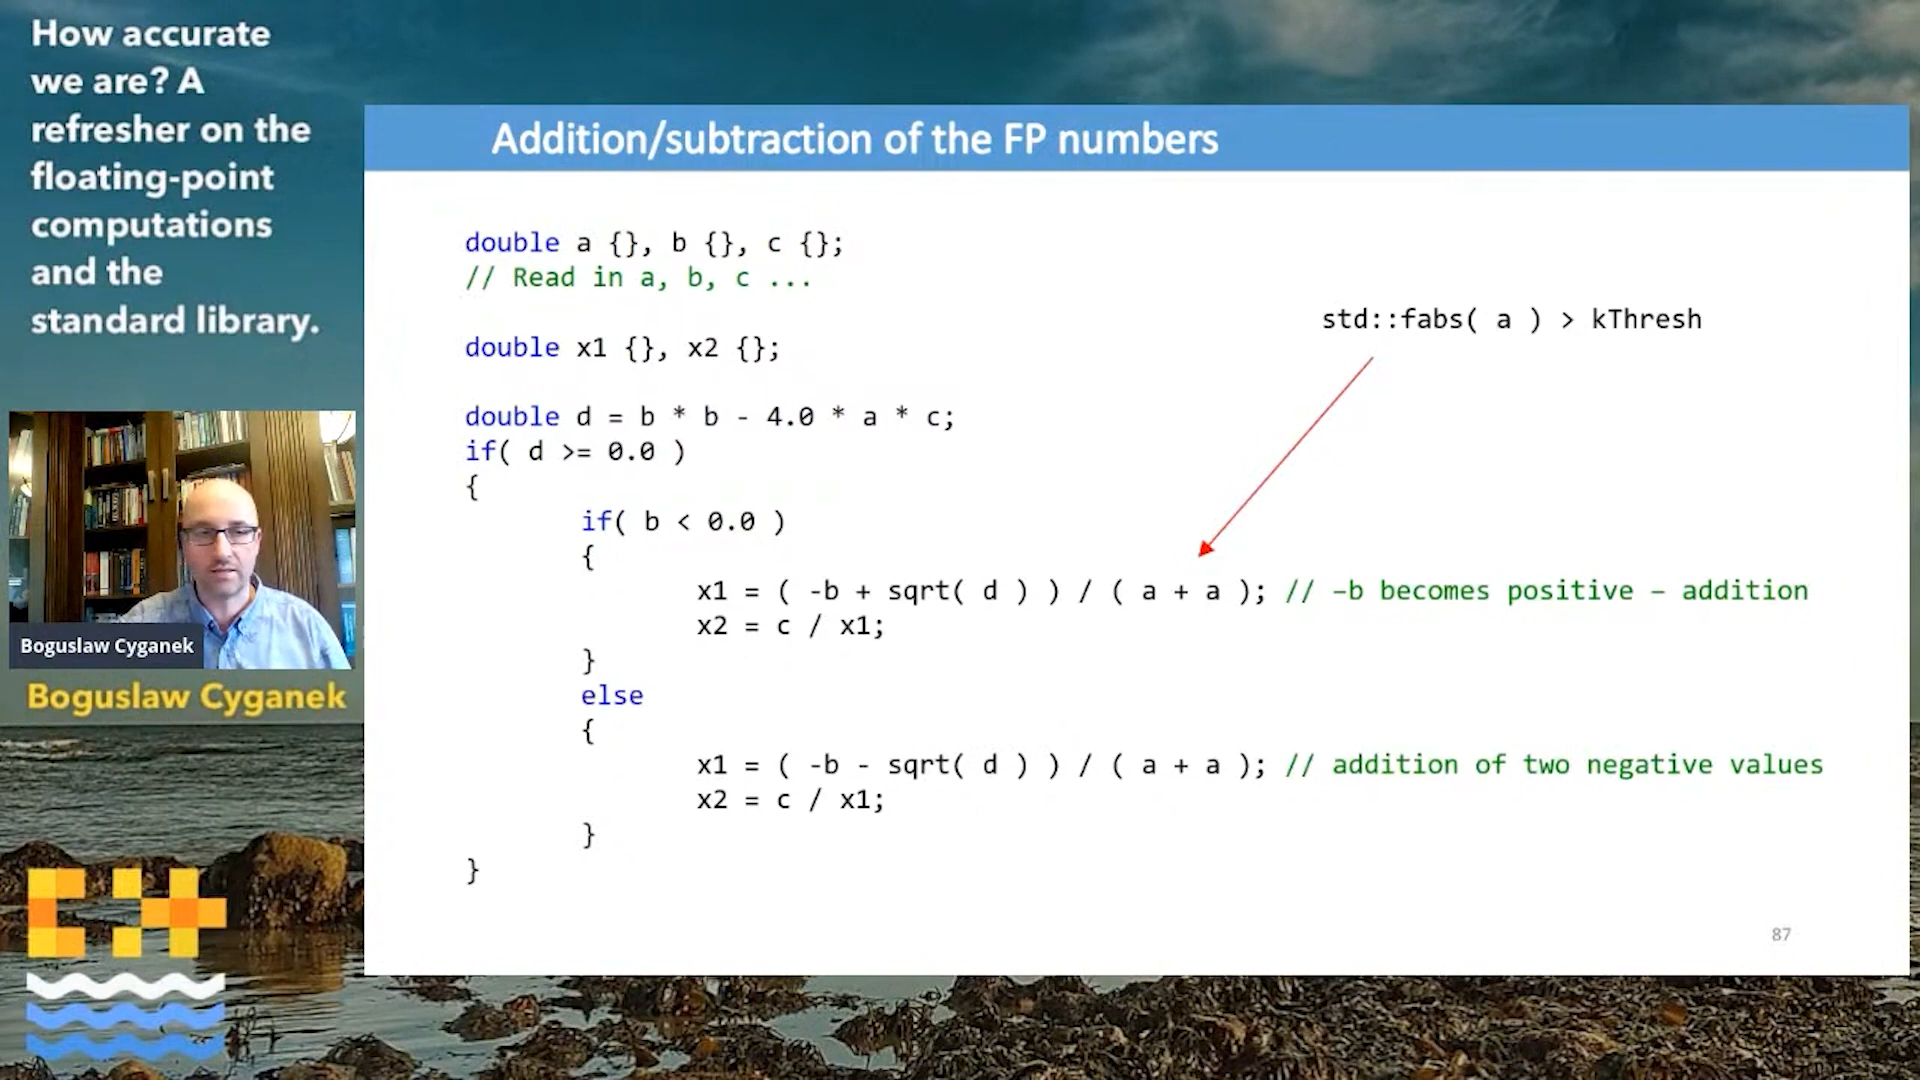 How accurate
we are? A
refresher on the
floating-point
computations
and the
standard library.
Boguslaw Cyganek
Boguslaw Cyganek
Addition/subtraction of the FP numbers
double a {}, b {}, c {};
// Read in a, b, c ...
std::fabs( a ) > kThresh
double x1 {}, x2 {};
double d = b * b - 4.0 * a * c;
if( d >= 0.0 )
{
if( b < 0.0 )
{
x1 = ( -b + sqrt( d ) ) / ( a + a ); // –b becomes positive – addition
x2 = c / x1;
}
else
{
x1 = ( -b - sqrt( d ) ) / ( a + a ); // addition of two negative values
x2 = c / x1;
}
}
87